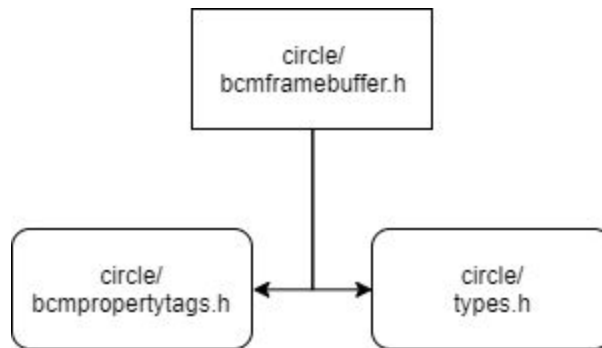 circle/
bcmframebuffer.h
circle/
bcmpropertytags.h
circle/
types.h